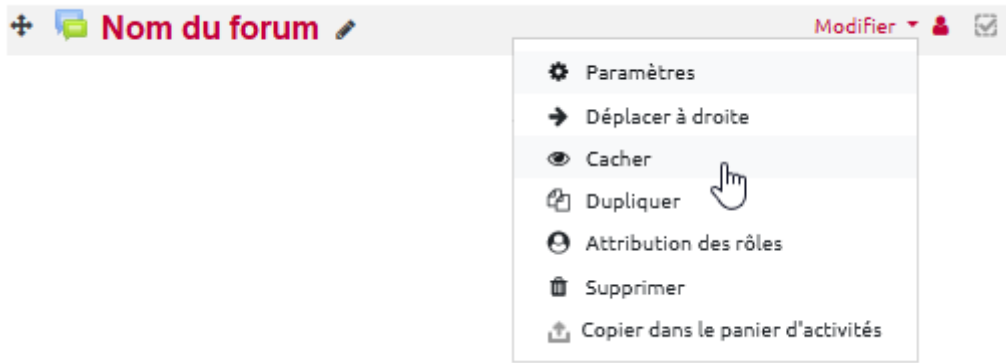 Nom du forum
Modifier
Paramètres
Déplacer à droite
Cacher
Dupliquer
Attribution des rôles
Supprimer
Copier dans le panier d'activités